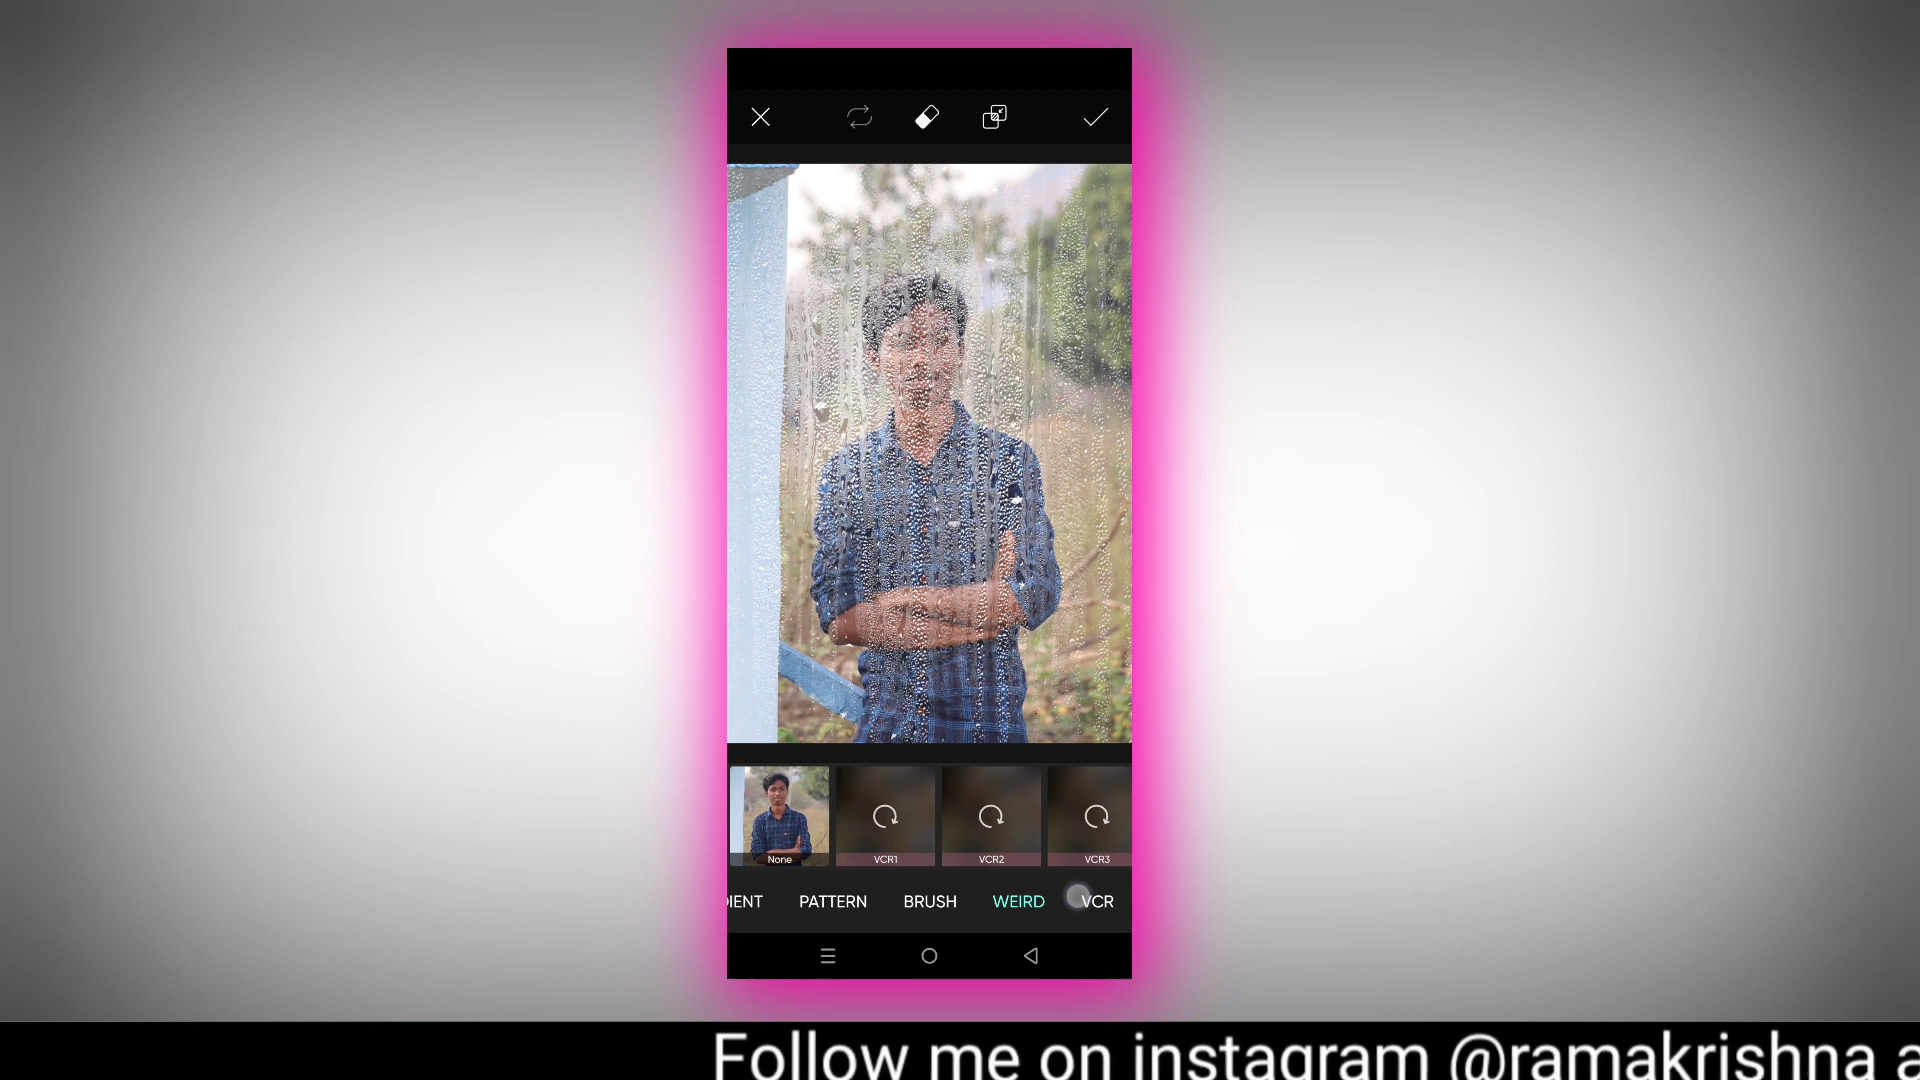 None
VCR1
VCR2
VCR3
IENT
PATTERN
BRUSH
WEIRD
VCR
Follow me on instagram @ramakrishna a